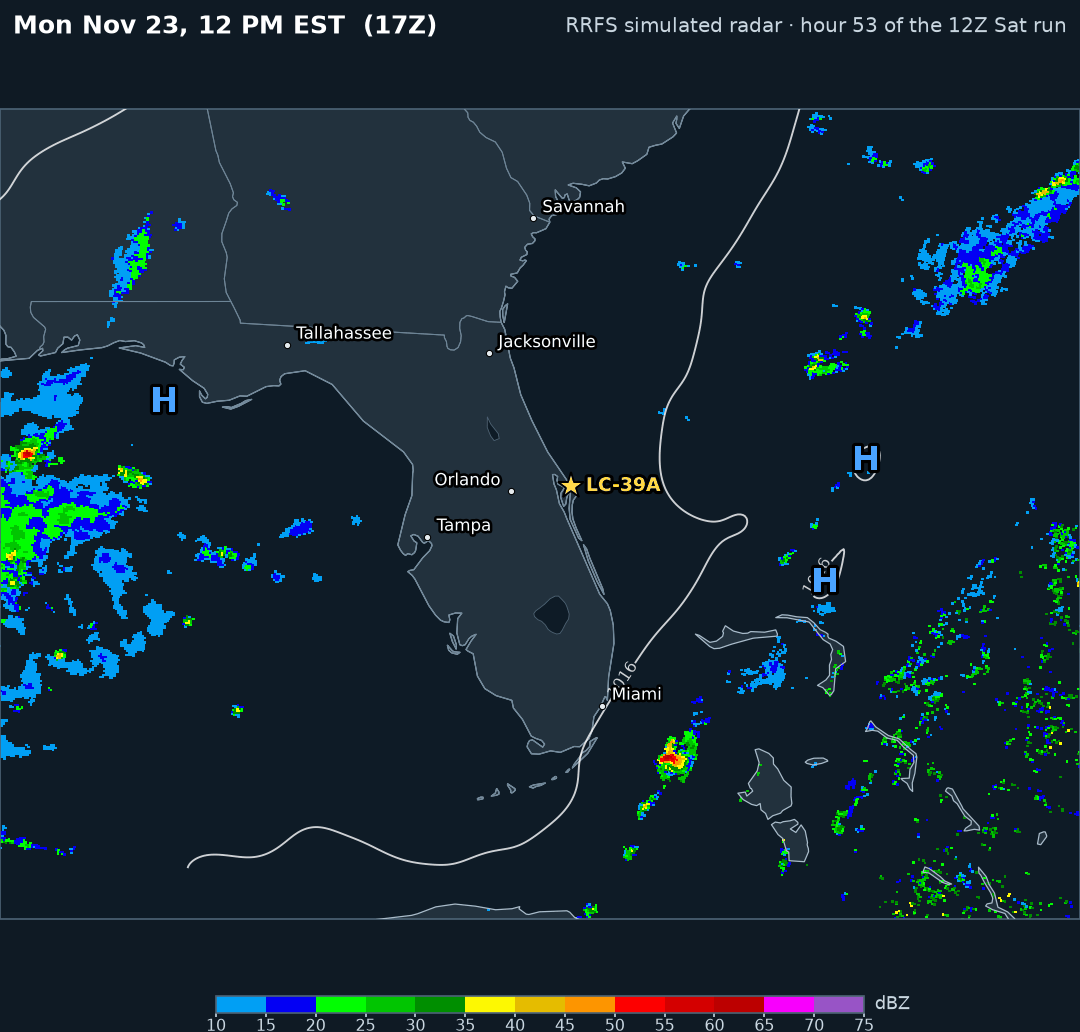 Mon Nov 23, 12 PM EST (17Z)
RRFS simulated radar · hour 53 of the 12Z Sat run
Savannah
Tallahassee
Jacksonville
H
H
Orlando
LC-39A
Tampa
H
Miami
dBZ
10 15 20 25 30 35 40 45 50 55 60 65 70 75